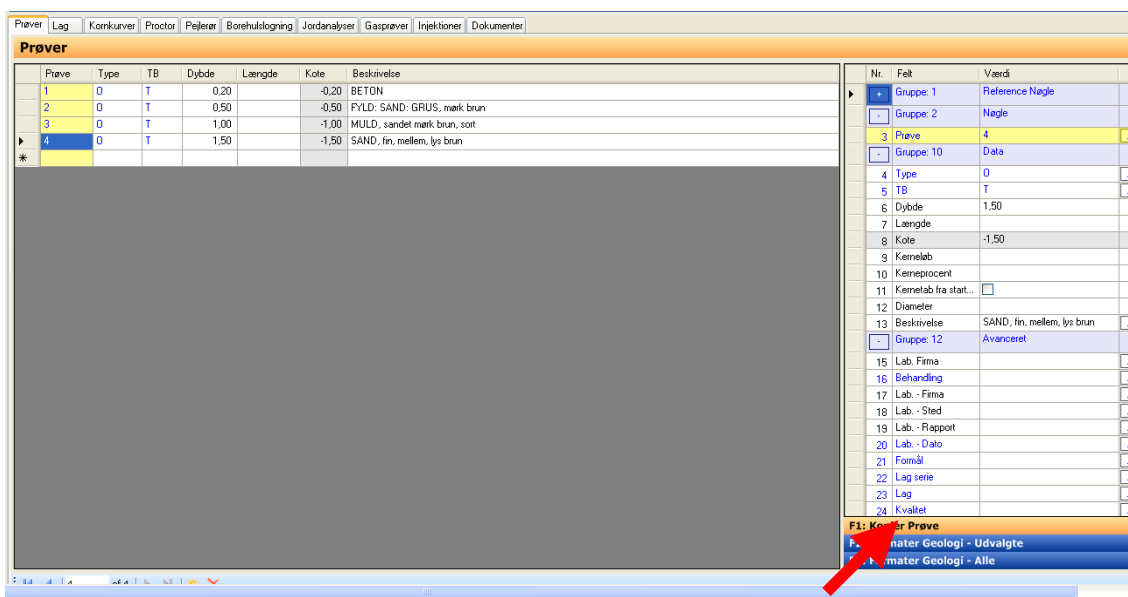 Prøver Lag Kornkurver Proctor Pejlerør Borehulslogning Jordanalyser Gasprøver Injektioner Dokumenter
Prøver
Prøve Type TB Dybde Længde Kote Beskrivelse
1 O T 0,20 -0,20 BETON
2 O T 0,50 -0,50 FYLD: SAND: GRUS, mørk brun
3 O T 1,00 -1,00 MULD, sandet mørk brun, sort
4 O T 1,50 -1,50 SAND, fin, mellem, lys brun
Nr. Felt Værdi
+ Gruppe: 1 Reference Nøgle
- Gruppe: 2 Nøgle
3 Prøve 4
- Gruppe: 10 Data
4 Type O
5 TB T
6 Dybde 1,50
7 Længde
8 Kote -1,50
9 Kerneløb
10 Kerneprocent
11 Kernetab fra start...
12 Diameter
13 Beskrivelse SAND, fin, mellem, lys brun
- Gruppe: 12 Avanceret
15 Lab. Firma
16 Behandling
17 Lab. - Firma
18 Lab. - Sted
19 Lab. - Rapport
20 Lab. - Dato
21 Formål
22 Lag serie
23 Lag
24 Kvalitet
F1: Prøve
Geologi - Udvalgte
Geologi - Alle
4 of 4